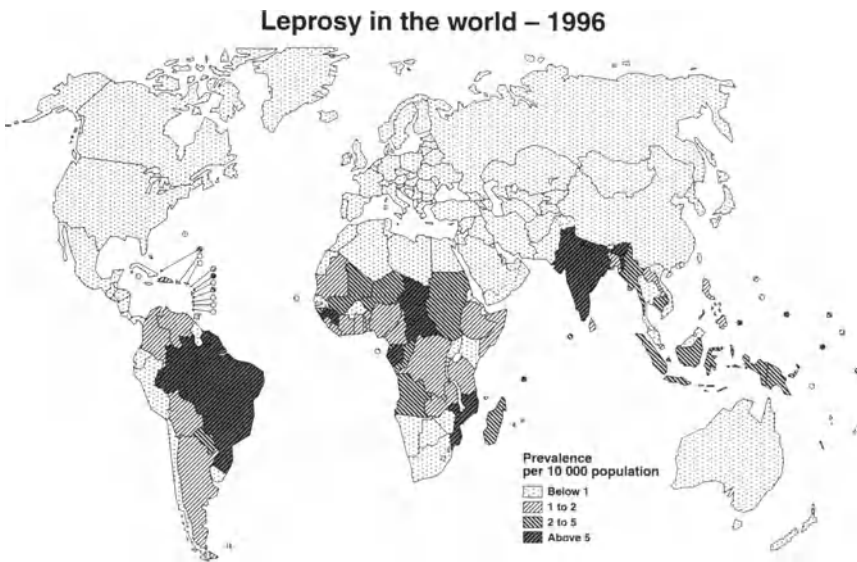 Leprosy in the world – 1996
Prevalence
per 10 000 population
Below 1
1 to 2
2 to 5
Above 5